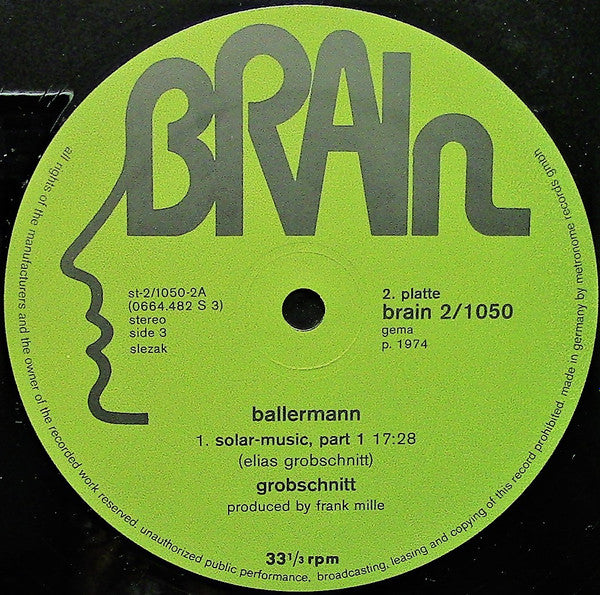 BRAIn
st-2/1050-2A
(0664.482 S 3)
stereo
side 3
slezak
2. platte
brain 2/1050
gema
p. 1974
ballermann
1. solar-music, part 1 17:28
(elias grobschnitt)
grobschnitt
produced by frank mille
33 1/3 rpm
all rights of the manufacturers and the owner of the recorded work reserved. unauthorized public performance, broadcasting, leasing and copying of this record prohibited. made in germany by metronome records gmbh